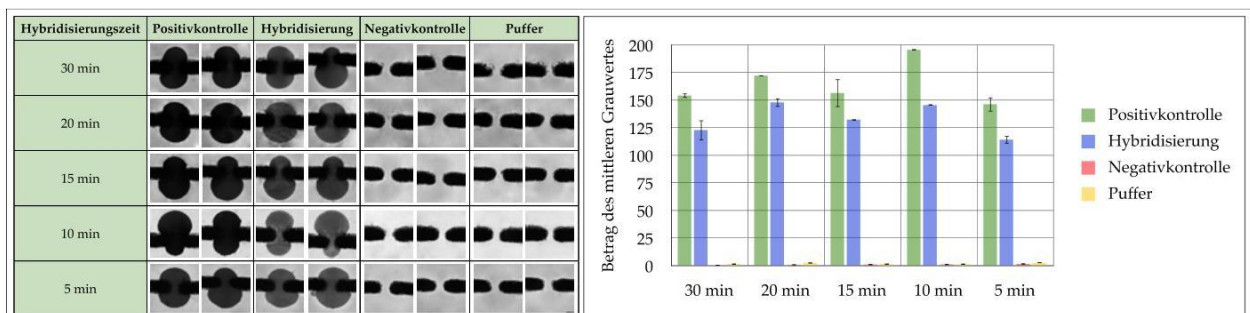 Hybridisierungszeit Positivkontrolle Hybridisierung Negativkontrolle Puffer
30 min
20 min
15 min
10 min
5 min
Betrag des mittleren Grauwertes
200
175
150
125
100
75
50
25
0
30 min 20 min 15 min 10 min 5 min
Positivkontrolle
Hybridisierung
Negativkontrolle
Puffer